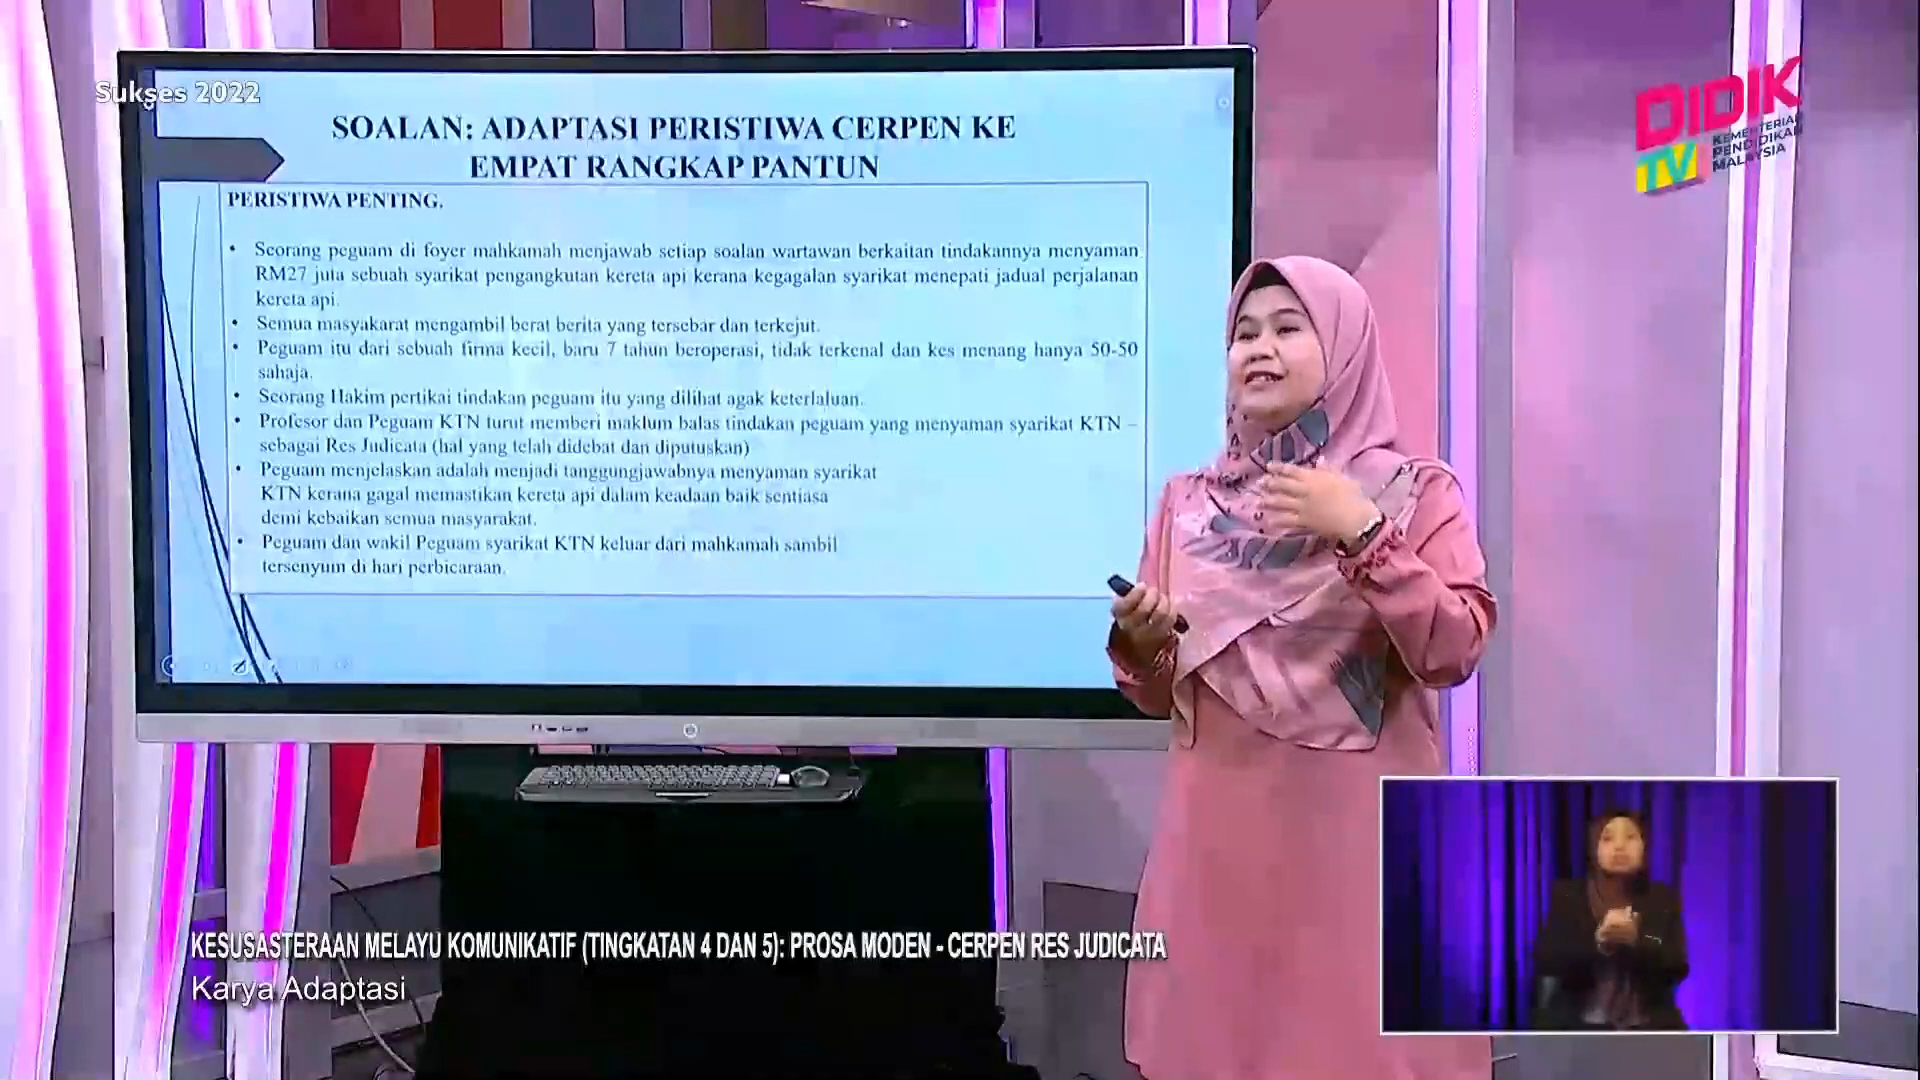 Sukses 2022
DIDIK
TV
KEMENTERIAN
PENDIDIKAN
MALAYSIA
SOALAN: ADAPTASI PERISTIWA CERPEN KE
EMPAT RANGKAP PANTUN
PERISTIWA PENTING.
• Seorang peguam di foyer mahkamah menjawab setiap soalan wartawan berkaitan tindakannya menyaman
RM27 juta sebuah syarikat pengangkutan kereta api kerana kegagalan syarikat menepati jadual perjalanan
kereta api.
• Semua masyakarat mengambil berat berita yang tersebar dan terkejut.
• Peguam itu dari sebuah firma kecil, baru 7 tahun beroperasi, tidak terkenal dan kes menang hanya 50-50
sahaja.
• Seorang Hakim pertikai tindakan peguam itu yang dilihat agak keterlaluan.
• Profesor dan Peguam KTN turut memberi maklum balas tindakan peguam yang menyaman syarikat KTN –
sebagai Res Judicata (hal yang telah didebat dan diputuskan)
• Peguam menjelaskan adalah menjadi tanggungjawabnya menyaman syarikat
KTN kerana gagal memastikan kereta api dalam keadaan baik sentiasa
demi kebaikan semua masyarakat.
• Peguam dan wakil Peguam syarikat KTN keluar dari mahkamah sambil
tersenyum di hari perbicaraan.
KESUSASTERAAN MELAYU KOMUNIKATIF (TINGKATAN 4 DAN 5): PROSA MODEN - CERPEN RES JUDICATA
Karya Adaptasi